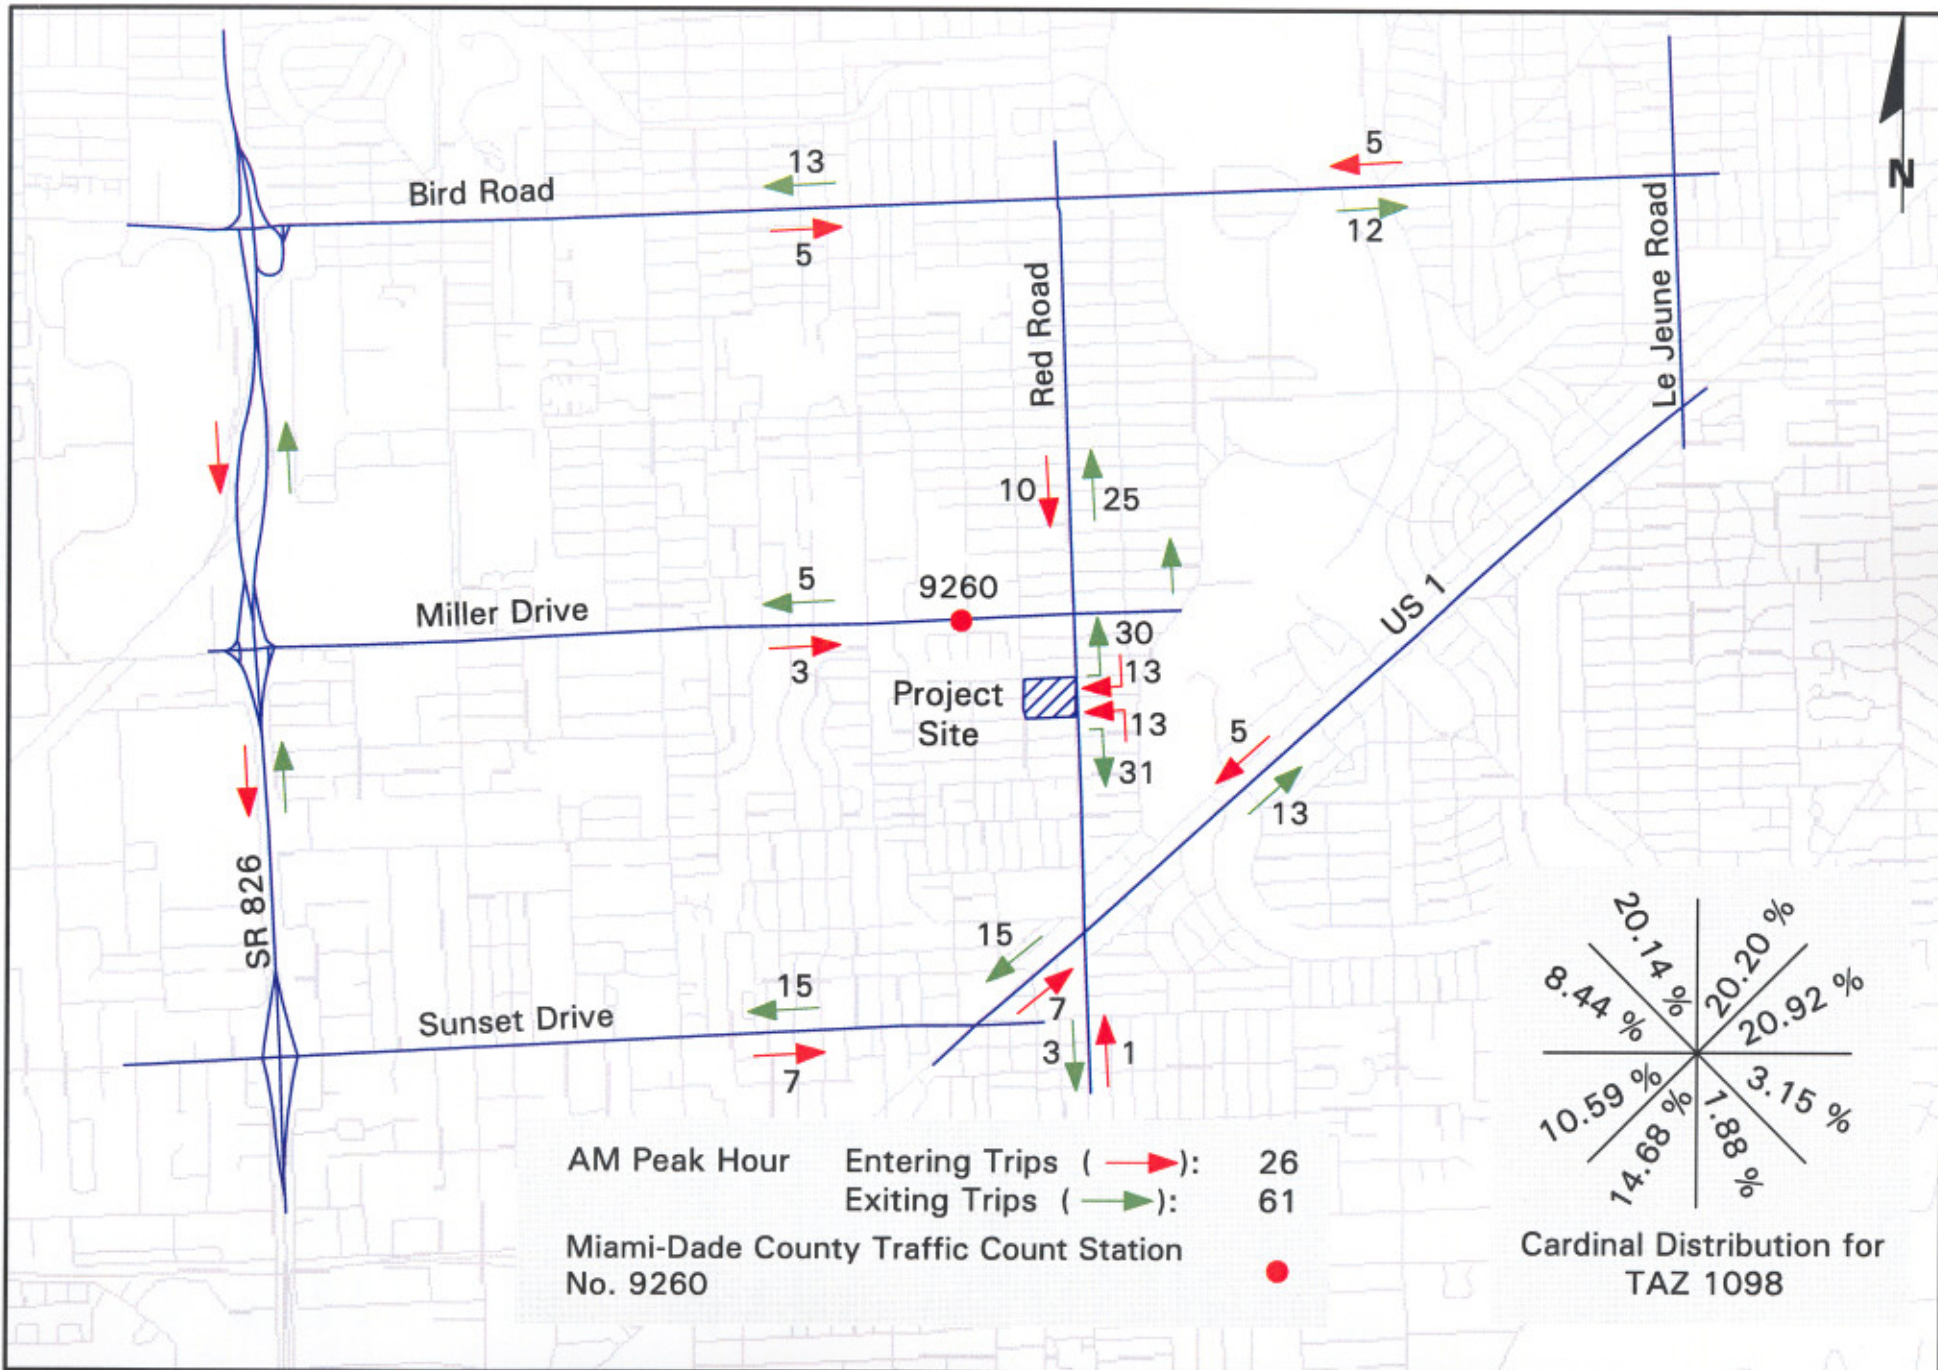 5
13
Bird Road
N
5
12
Le Jeune Road
Red Road
10
25
5
9260
Miller Drive
US 1
30
3
13
Project
Site
13
5
31
13
SR 826
15
15
7
Sunset Drive
3
1
7
20.14 %
20.20 %
8.44 %
20.92 %
10.59 %
3.15 %
14.68 %
1.88 %
AM Peak Hour Entering Trips ( ): 26
Exiting Trips ( ): 61
Miami-Dade County Traffic Count Station
No. 9260
Cardinal Distribution for
TAZ 1098